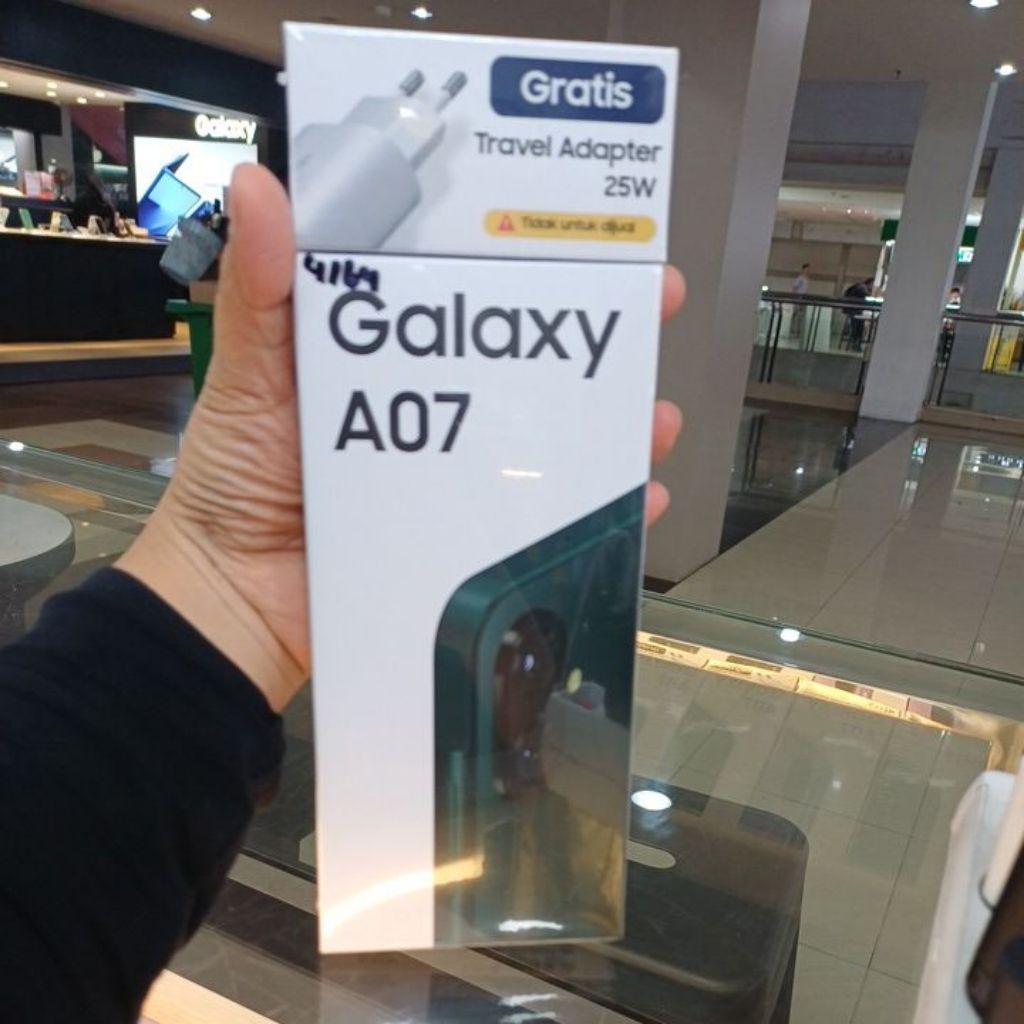 Galaxy
Gratis
Travel Adapter
25W
Tidak untuk dijual
4/64
Galaxy
A07